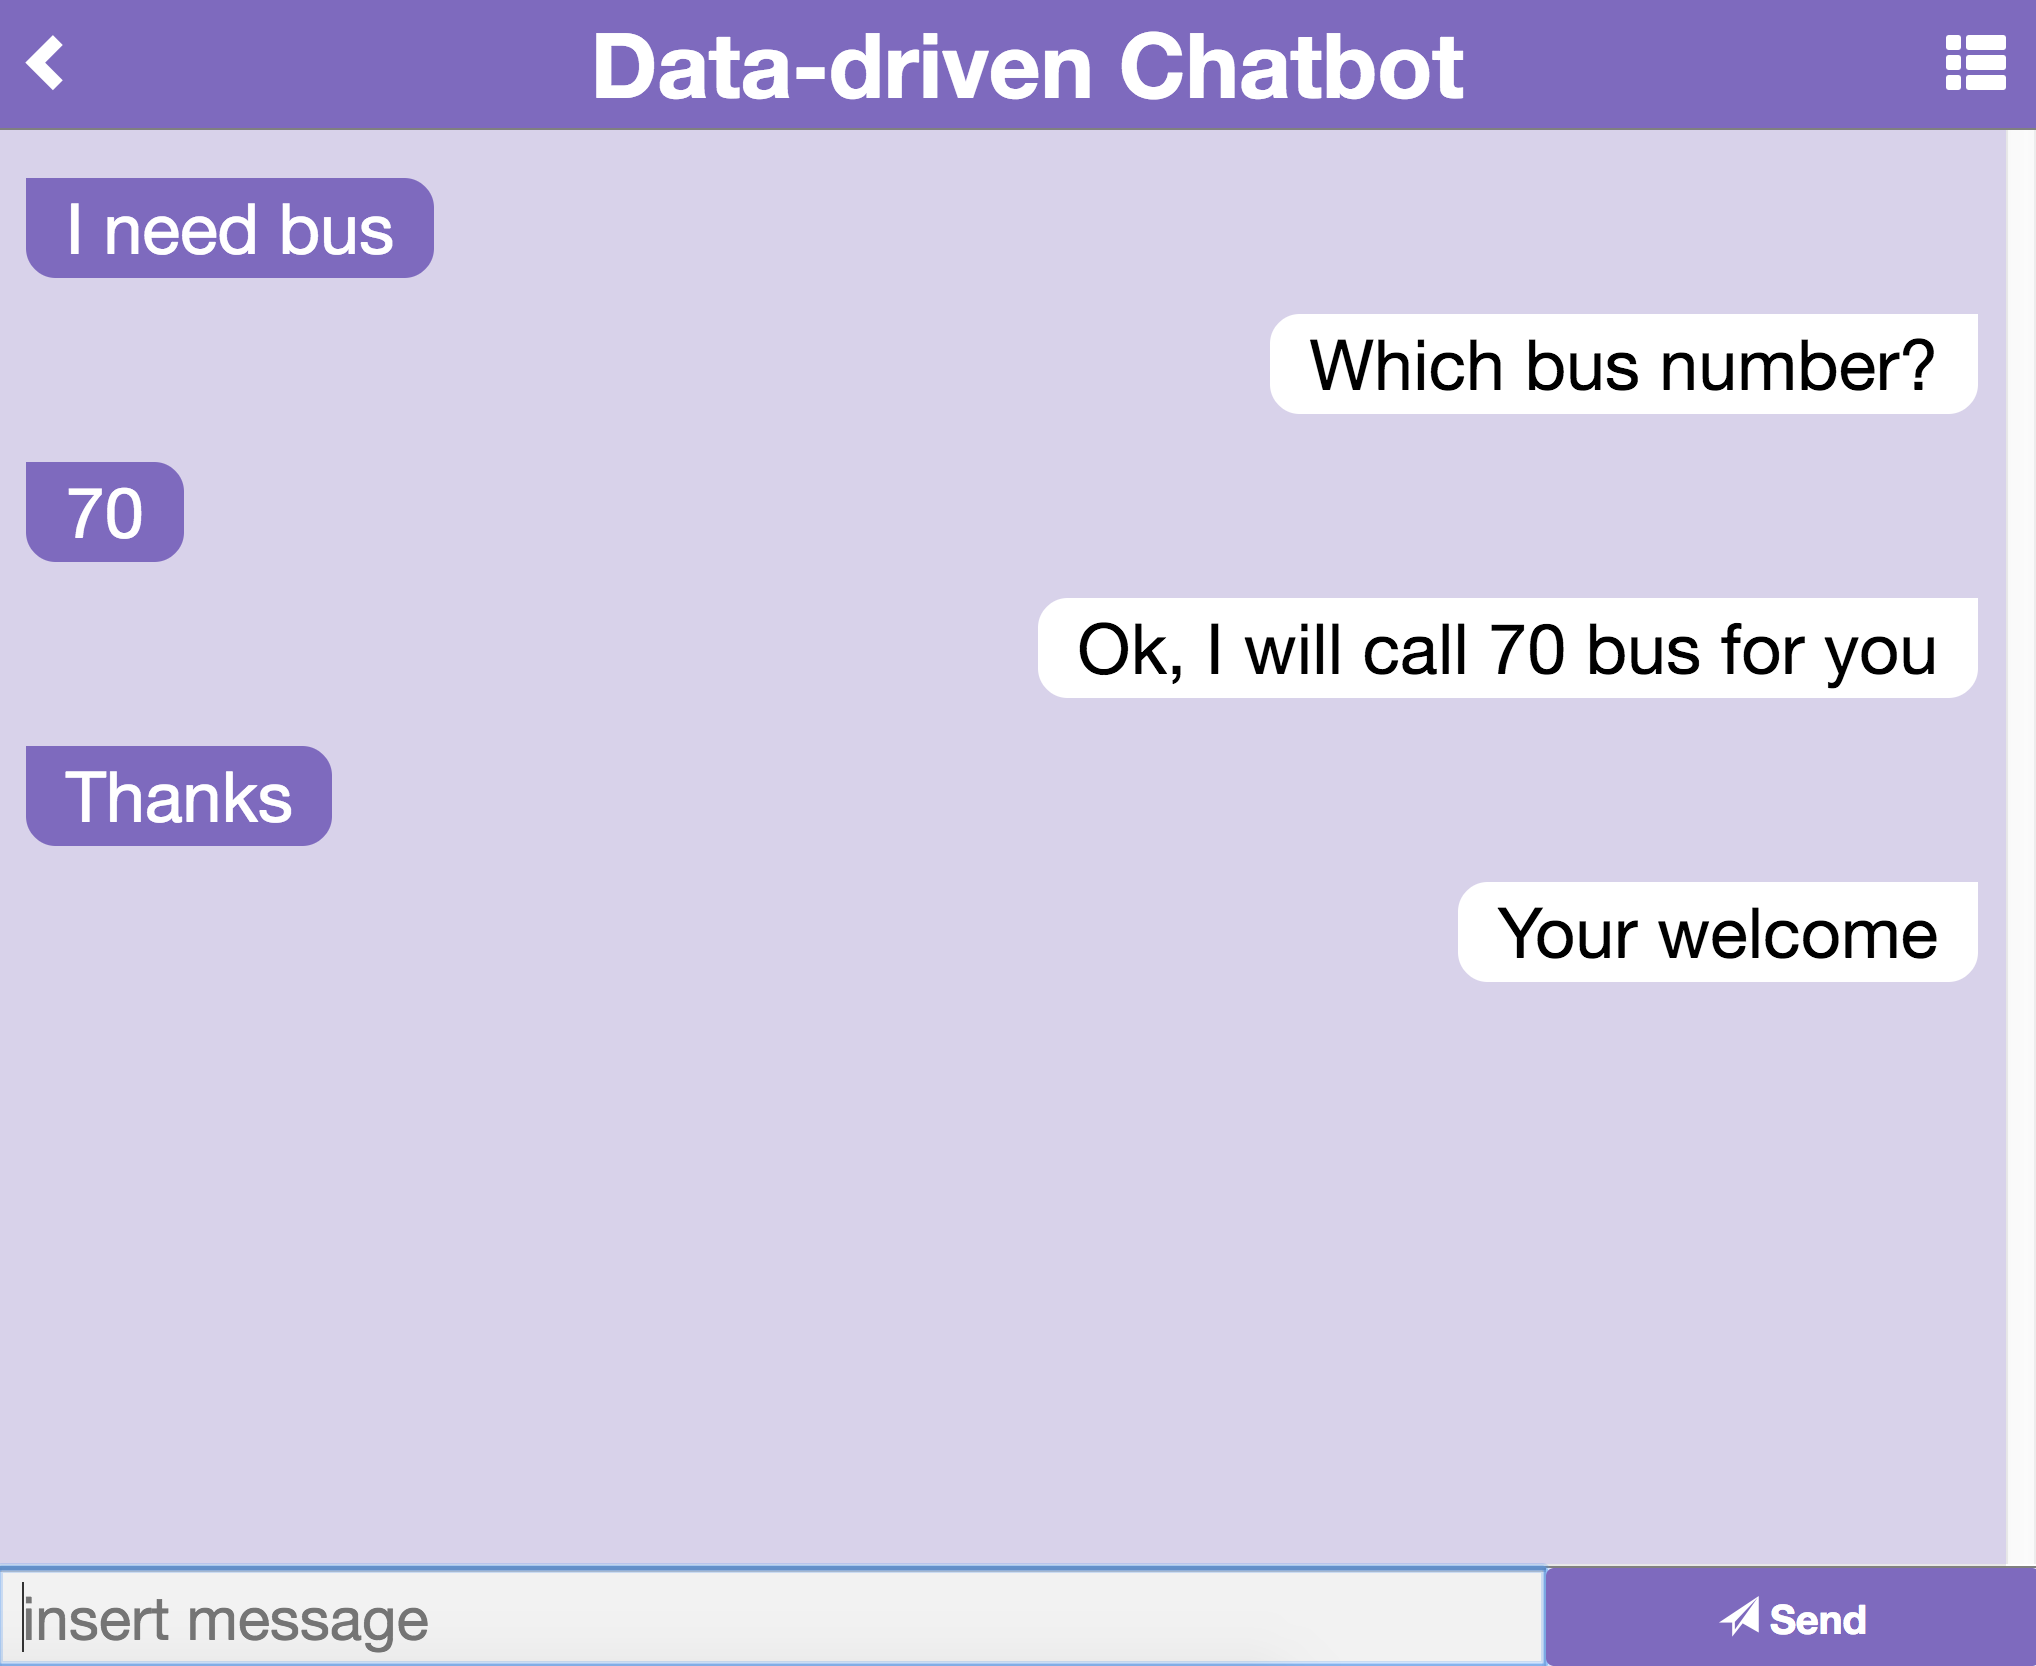 Data-driven Chatbot
I need bus
Which bus number?
70
Ok, I will call 70 bus for you
Thanks
Your welcome
insert message
Send